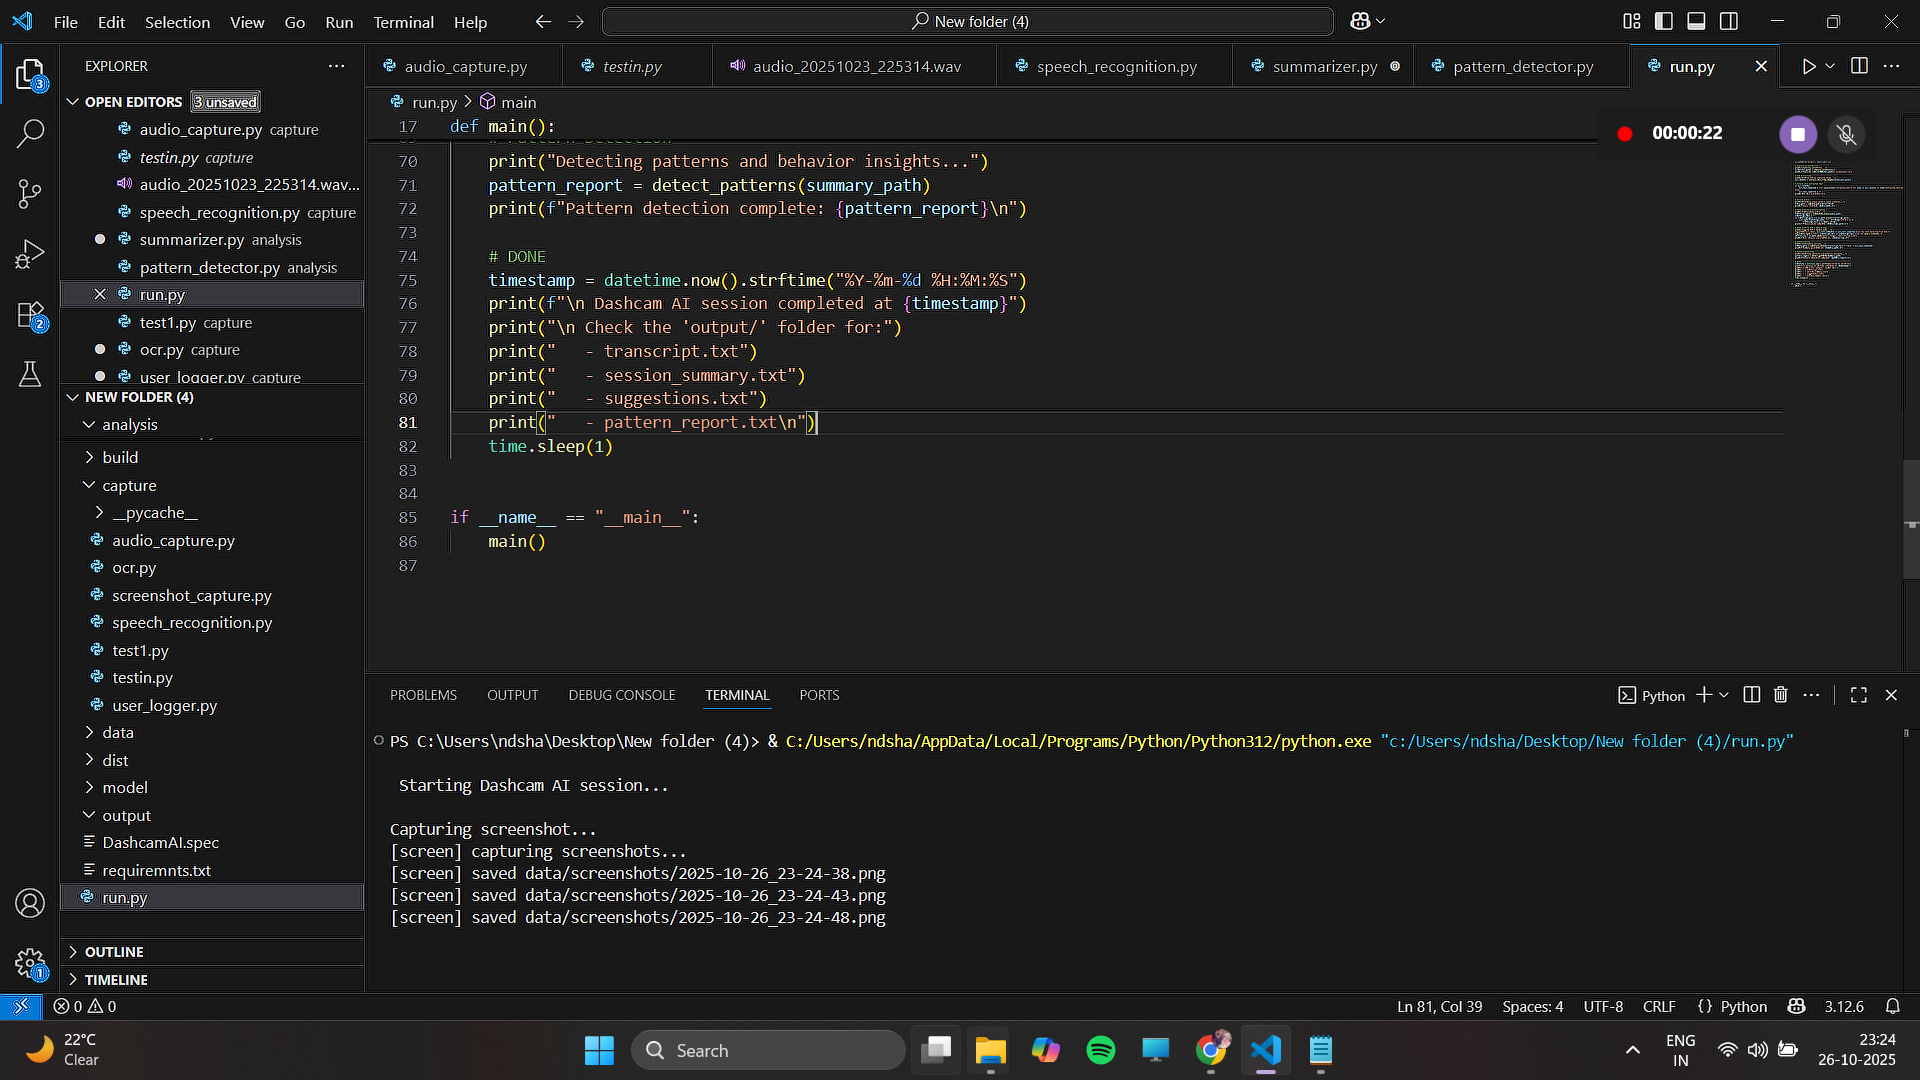 File Edit Selection View Go Run Terminal Help
New folder (4)
EXPLORER
OPEN EDITORS 3 unsaved
audio_capture.py capture
testin.py capture
audio_20251023_225314.wav...
speech_recognition.py capture
summarizer.py analysis
pattern_detector.py analysis
run.py
test1.py capture
ocr.py capture
user_logger.py capture
NEW FOLDER (4)
analysis
build
capture
__pycache__
audio_capture.py
ocr.py
screenshot_capture.py
speech_recognition.py
test1.py
testin.py
user_logger.py
data
dist
model
output
DashcamAI.spec
requiremnts.txt
run.py
OUTLINE
TIMELINE
3
2
1
audio_capture.py testin.py audio_20251023_225314.wav speech_recognition.py summarizer.py pattern_detector.py run.py
run.py > main
00:00:22
17 def main():
70 print("Detecting patterns and behavior insights...")
71 pattern_report = detect_patterns(summary_path)
72 print(f"Pattern detection complete: {pattern_report}\n")
73
74 # DONE
75 timestamp = datetime.now().strftime("%Y-%m-%d %H:%M:%S")
76 print(f"\n Dashcam AI session completed at {timestamp}")
77 print("\n Check the 'output/' folder for:")
78 print("   - transcript.txt")
79 print("   - session_summary.txt")
80 print("   - suggestions.txt")
81 print("   - pattern_report.txt\n")
82 time.sleep(1)
83
84
85 if __name__ == "__main__":
86 main()
87
PROBLEMS OUTPUT DEBUG CONSOLE TERMINAL PORTS
Python
PS C:\Users\ndsha\Desktop\New folder (4)> & C:/Users/ndsha/AppData/Local/Programs/Python/Python312/python.exe "c:/Users/ndsha/Desktop/New folder (4)/run.py"
Starting Dashcam AI session...
Capturing screenshot...
[screen] capturing screenshots...
[screen] saved data/screenshots/2025-10-26_23-24-38.png
[screen] saved data/screenshots/2025-10-26_23-24-43.png
[screen] saved data/screenshots/2025-10-26_23-24-48.png
0 0
Ln 81, Col 39 Spaces: 4 UTF-8 CRLF {} Python 3.12.6
22°C
Clear
Search
ENG
IN
23:24
26-10-2025